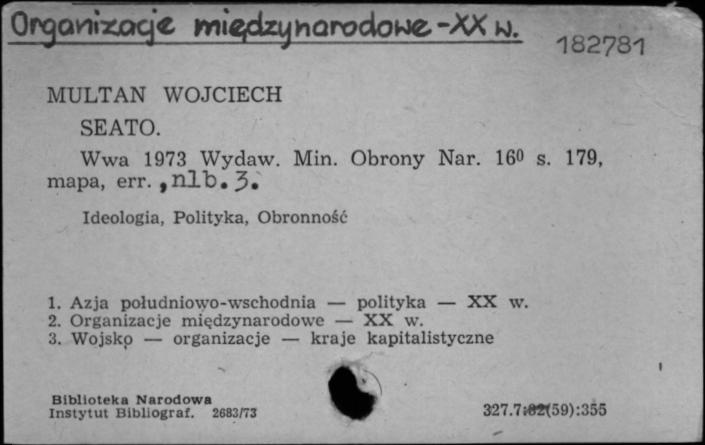 Organizacje międzynarodowe - XX w.
182781
MULTAN WOJCIECH
SEATO.
Wwa 1973 Wydaw. Min. Obrony Nar. 16⁰ s. 179,
mapa, err. , nlb. 3.
Ideologia, Polityka, Obronność
1. Azja południowo-wschodnia — polityka — XX w.
2. Organizacje międzynarodowe — XX w.
3. Wojsko — organizacje — kraje kapitalistyczne
Biblioteka Narodowa
Instytut Bibliograf. 2683/73
327.7:82(59):355